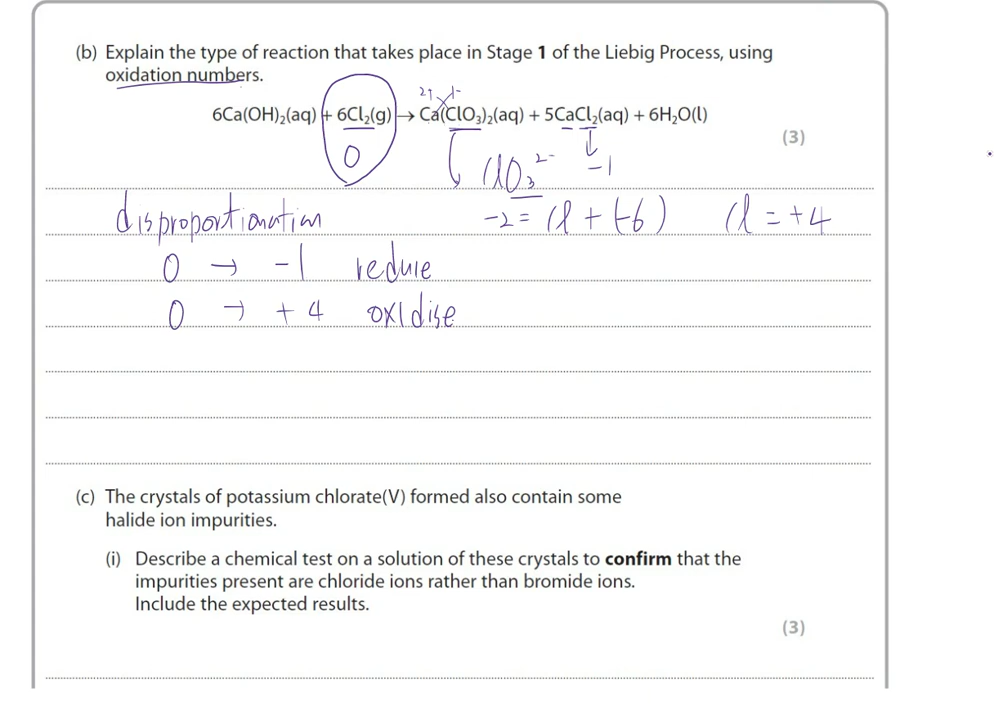 (b) Explain the type of reaction that takes place in Stage 1 of the Liebig Process, using
oxidation numbers.
2+ 1-
6Ca(OH)₂(aq) + 6Cl₂(g) → Ca(ClO₃)₂(aq) + 5CaCl₂(aq) + 6H₂O(l)
(3)
0
ClO₃²⁻
-1
disproportionation
-2 = Cl + (-6) Cl = +4
0 → -1 reduce
0 → +4 oxidise
(c) The crystals of potassium chlorate(V) formed also contain some
halide ion impurities.
(i) Describe a chemical test on a solution of these crystals to confirm that the
impurities present are chloride ions rather than bromide ions.
Include the expected results.
(3)